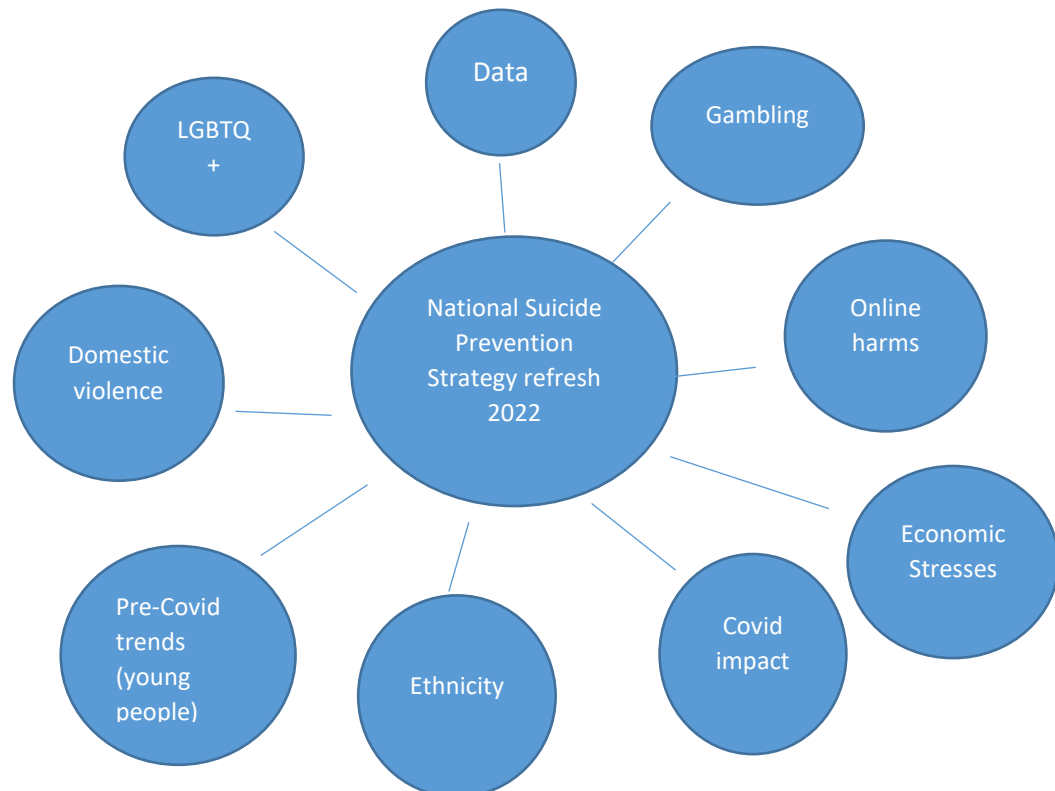 Data
Gambling
LGBTQ
+
National Suicide
Prevention
Strategy refresh
2022
Online
harms
Domestic
violence
Economic
Stresses
Pre-Covid
trends
(young
people)
Covid
impact
Ethnicity